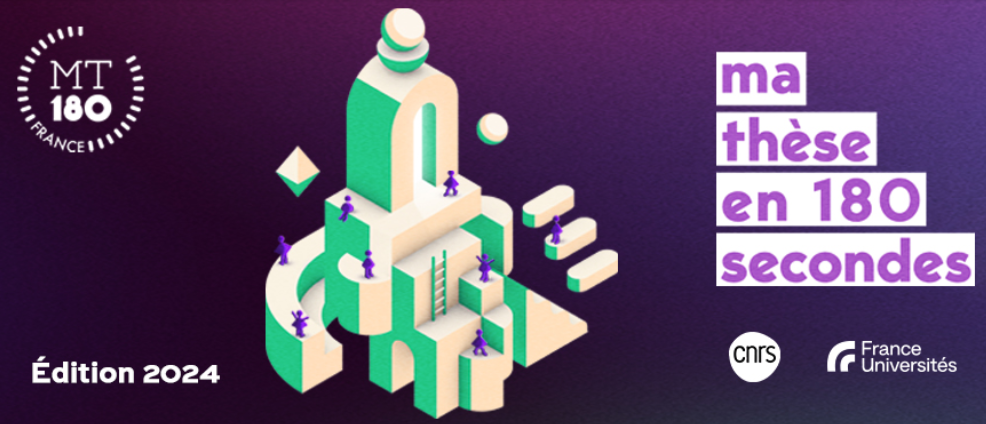 MT
180
FRANCE
ma
thèse
en 180
secondes
Édition 2024
cnrs
France
Universités